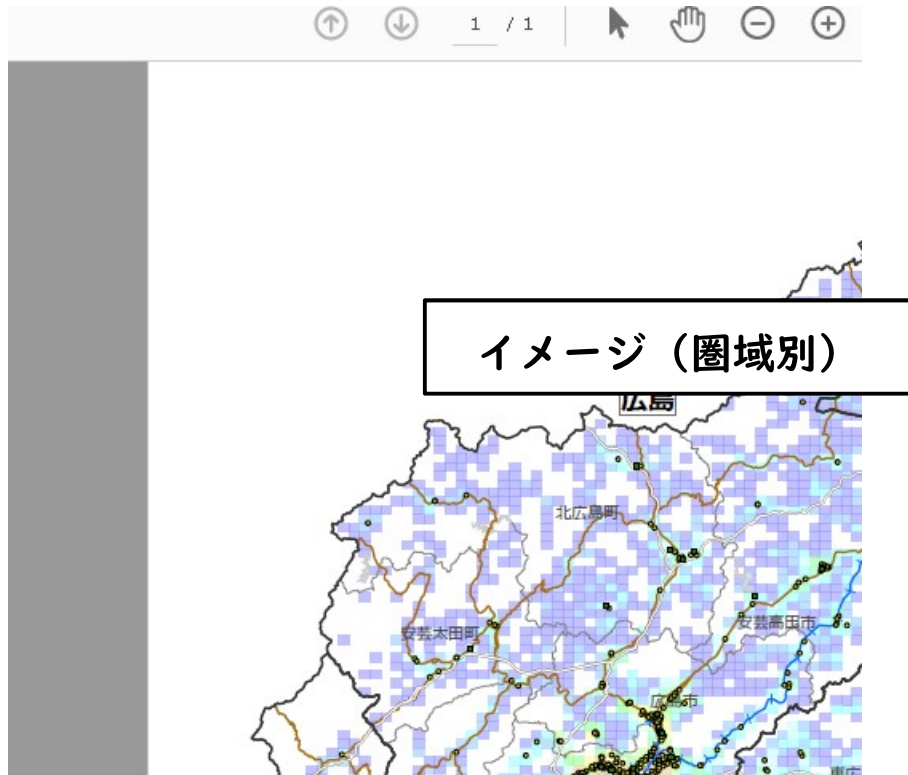 1 / 1
イメージ（圏域別）
広島
北広島町
安芸太田町
安芸高田市
広島市